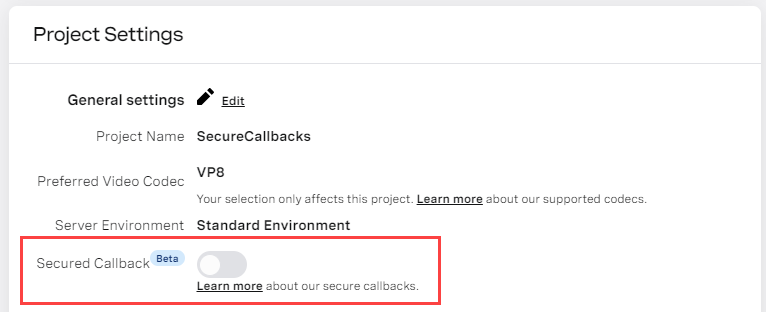 Project Settings
General settings Edit
Project Name SecureCallbacks
Preferred Video Codec VP8
Your selection only affects this project. Learn more about our supported codecs.
Server Environment Standard Environment
Secured Callback Beta
Learn more about our secure callbacks.